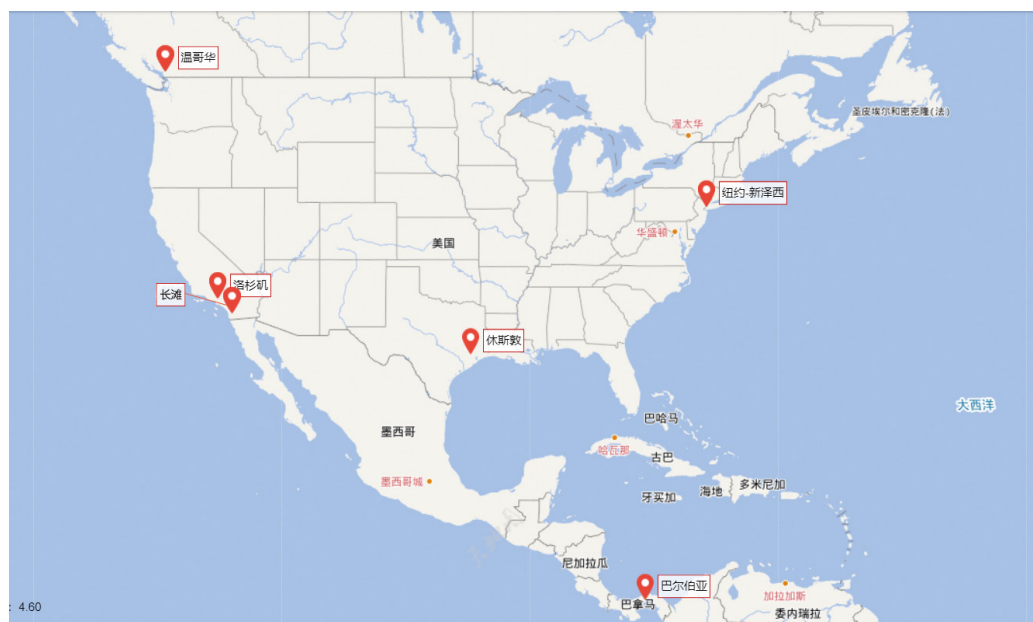 温哥华
圣皮埃尔和密克隆(法)
渥太华
纽约-新泽西
华盛顿
美国
洛杉矶
长滩
休斯敦
大西洋
巴哈马
墨西哥
哈瓦那
古巴
墨西哥城
多米尼加
海地
牙买加
尼加拉瓜
巴尔伯亚
加拉加斯
巴拿马
: 4.60
委内瑞拉